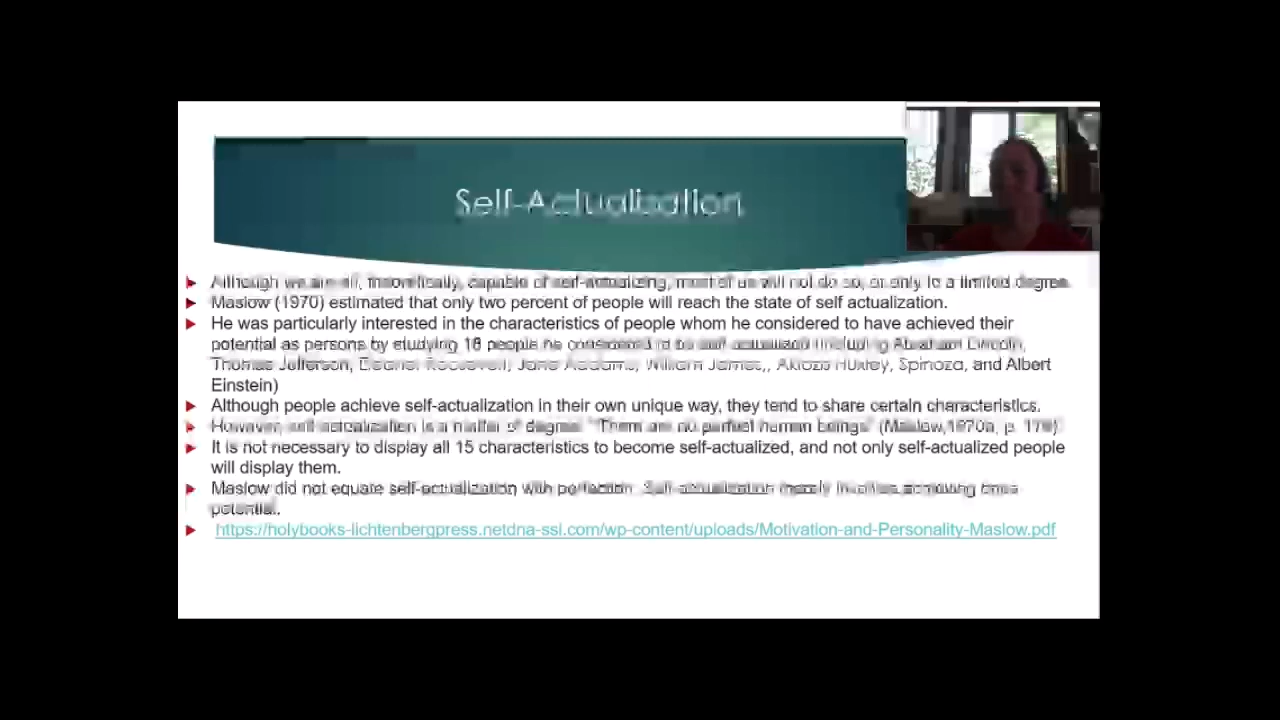 Self-Actualisation
Although we are all, theoretically, capable of self-actualizing, most of us will not do so, or only to a limited degree.
Maslow (1970) estimated that only two percent of people will reach the state of self actualization.
He was particularly interested in the characteristics of people whom he considered to have achieved their
potential as persons by studying 18 people he considered to be self-actualized (including Abraham Lincoln,
Thomas Jefferson, Eleanor Roosevelt, Jane Addams, William James,, Aldous Huxley, Spinoza, and Albert
Einstein)
Although people achieve self-actualization in their own unique way, they tend to share certain characteristics.
However, self-actualization is a matter of degree, "There are no perfect human beings" (Maslow,1970a, p. 176).
It is not necessary to display all 15 characteristics to become self-actualized, and not only self-actualized people
will display them.
Maslow did not equate self-actualization with perfection. Self-actualization merely involves achieving ones
potential.
https://holybooks-lichtenbergpress.netdna-ssl.com/wp-content/uploads/Motivation-and-Personality-Maslow.pdf